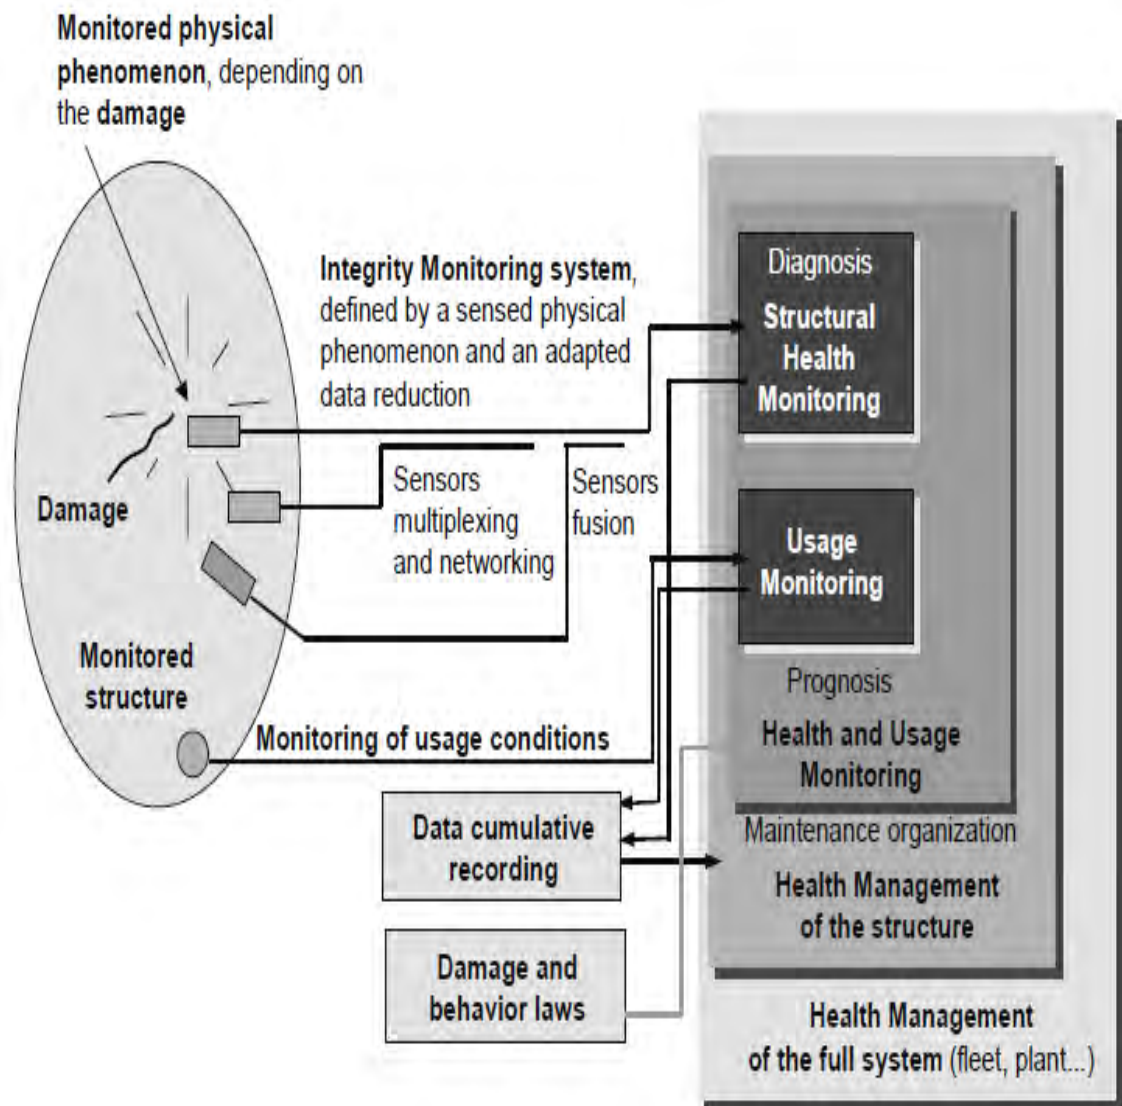 Monitored physical
phenomenon, depending on
the damage
Integrity Monitoring system,
defined by a sensed physical
phenomenon and an adapted
data reduction
Sensors
multiplexing
and networking
Sensors
fusion
Damage
Monitored
structure
Monitoring of usage conditions
Data cumulative
recording
Damage and
behavior laws
Diagnosis
Structural
Health
Monitoring
Usage
Monitoring
Prognosis
Health and Usage
Monitoring
Maintenance organization
Health Management
of the structure
Health Management
of the full system (fleet, plant...)